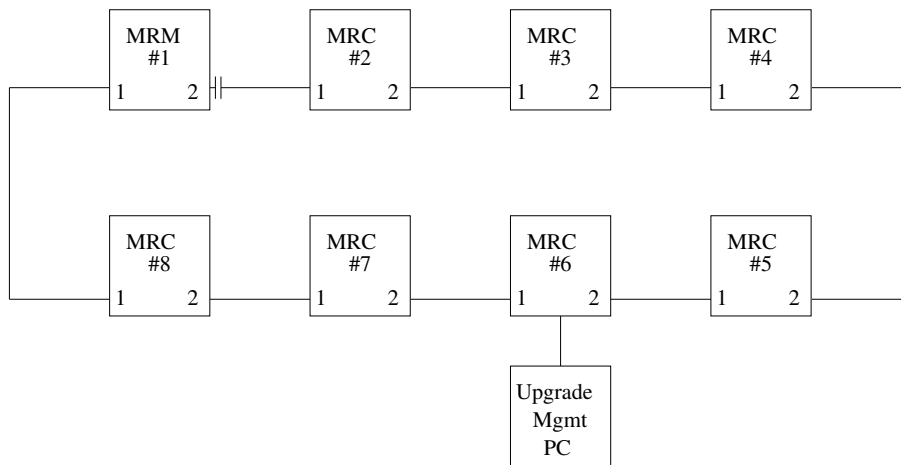 MRM
#1
1 2
MRC
#2
1 2
MRC
#3
1 2
MRC
#4
1 2
MRC
#8
1 2
MRC
#7
1 2
MRC
#6
1 2
MRC
#5
1 2
Upgrade
Mgmt
PC